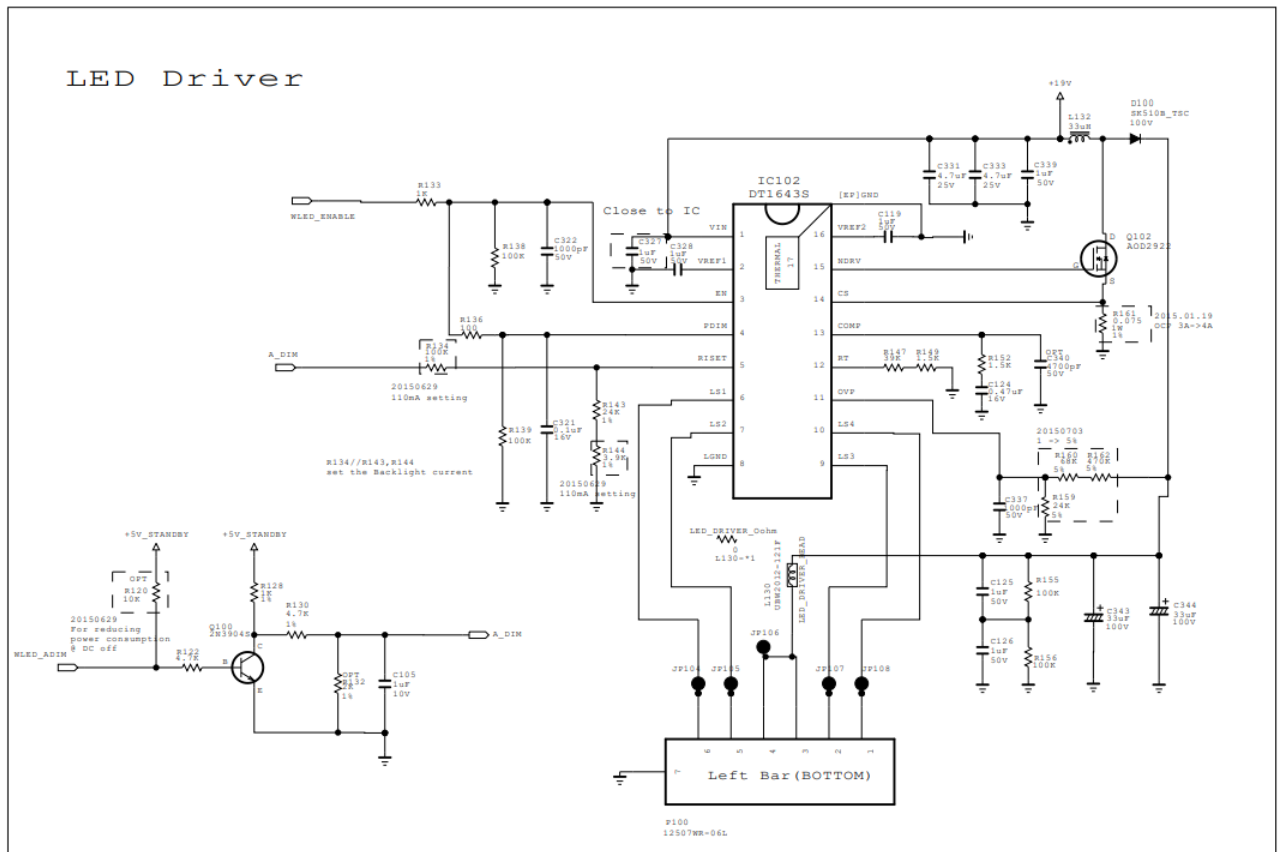 LED Driver
+19V
L132
33uH
D100
SK510B_TSC
100V
C331
4.7uF
25V
C333
4.7uF
25V
C339
1uF
50V
IC102
DT1643S
[EP]GND
R133
1K
WLED_ENABLE
R138
100K
C322
1000pF
50V
Close to IC
C327
1uF
50V
C328
1uF
50V
C119
1uF
50V
THERMAL
17
VIN
1
VREF1
2
EN
3
PDIM
4
RISET
5
LS1
6
LS2
7
LGND
8
16
VREF2
15
NDRV
14
CS
13
COMP
12
RT
11
OVP
10
LS4
9
LS3
D
G
S
Q102
AOD2922
R161
0.075
1W
1%
2015.01.19
OCP 3A->4A
R136
100
A_DIM
R134
100K
1%
20150629
110mA setting
R139
100K
C321
0.1uF
16V
R143
24K
1%
R144
3.9K
1%
20150629
110mA setting
R134//R143,R144
set the Backlight current
R147
39K
R149
1.5K
R152
1.5K
C124
0.47uF
16V
OPT
C340
4700pF
50V
20150703
1 -> 5%
R160
68K
5%
R162
470K
5%
C337
1000pF
50V
R159
24K
5%
LED_DRIVER_Oohm
0
L130-*1
L130
UBW2012-121F
LED_DRIVER_BEAD
C125
1uF
50V
R155
100K
C126
1uF
50V
R156
100K
C343
33uF
100V
C344
33uF
100V
+5V_STANDBY
+5V_STANDBY
OPT
R120
10K
R128
1K
1%
20150629
For reducing
power consumption
@ DC off
WLED_ADIM
R122
4.7K
Q100
2N3904S
B
C
E
R130
4.7K
1%
A_DIM
OPT
R132
2K
1%
C105
1uF
10V
JP106
JP104
JP105
JP107
JP108
6
5
4
3
2
1
7
Left Bar(BOTTOM)
P100
12507WR-06L